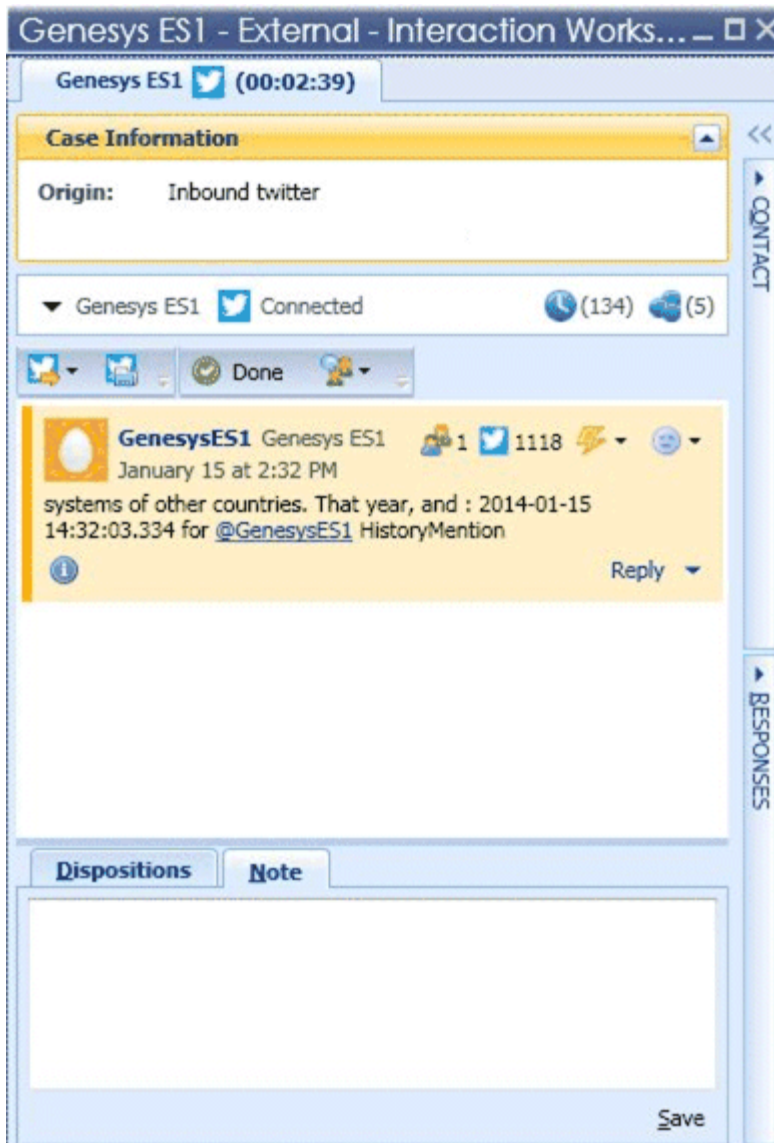 Genesys ES1 - External - Interaction Works...
Genesys ES1 (00:02:39)
Case Information
Origin: Inbound twitter
CONTACT
Genesys ES1 Connected (134) (5)
Done
GenesysES1 Genesys ES1 1 1118
January 15 at 2:32 PM
systems of other countries. That year, and : 2014-01-15
14:32:03.334 for @GenesysES1 HistoryMention
Reply
RESPONSES
Dispositions Note
Save